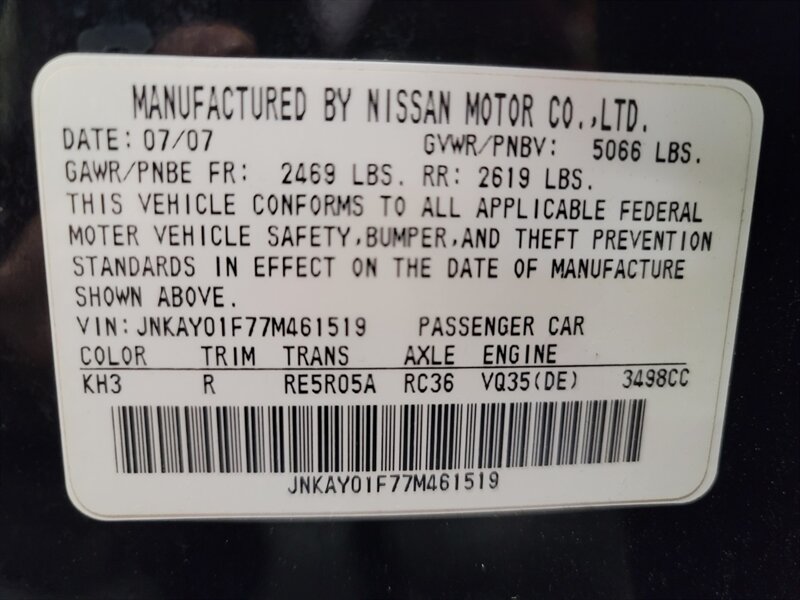 MANUFACTURED BY NISSAN MOTOR CO.,LTD.
DATE: 07/07 GVWR/PNBV: 5066 LBS.
GAWR/PNBE FR: 2469 LBS. RR: 2619 LBS.
THIS VEHICLE CONFORMS TO ALL APPLICABLE FEDERAL
MOTER VEHICLE SAFETY,BUMPER,AND THEFT PREVENTION
STANDARDS IN EFFECT ON THE DATE OF MANUFACTURE
SHOWN ABOVE.
VIN: JNKAY01F77M461519 PASSENGER CAR
COLOR TRIM TRANS AXLE ENGINE
KH3 R RE5R05A RC36 VQ35(DE) 3498CC
JNKAY01F77M461519